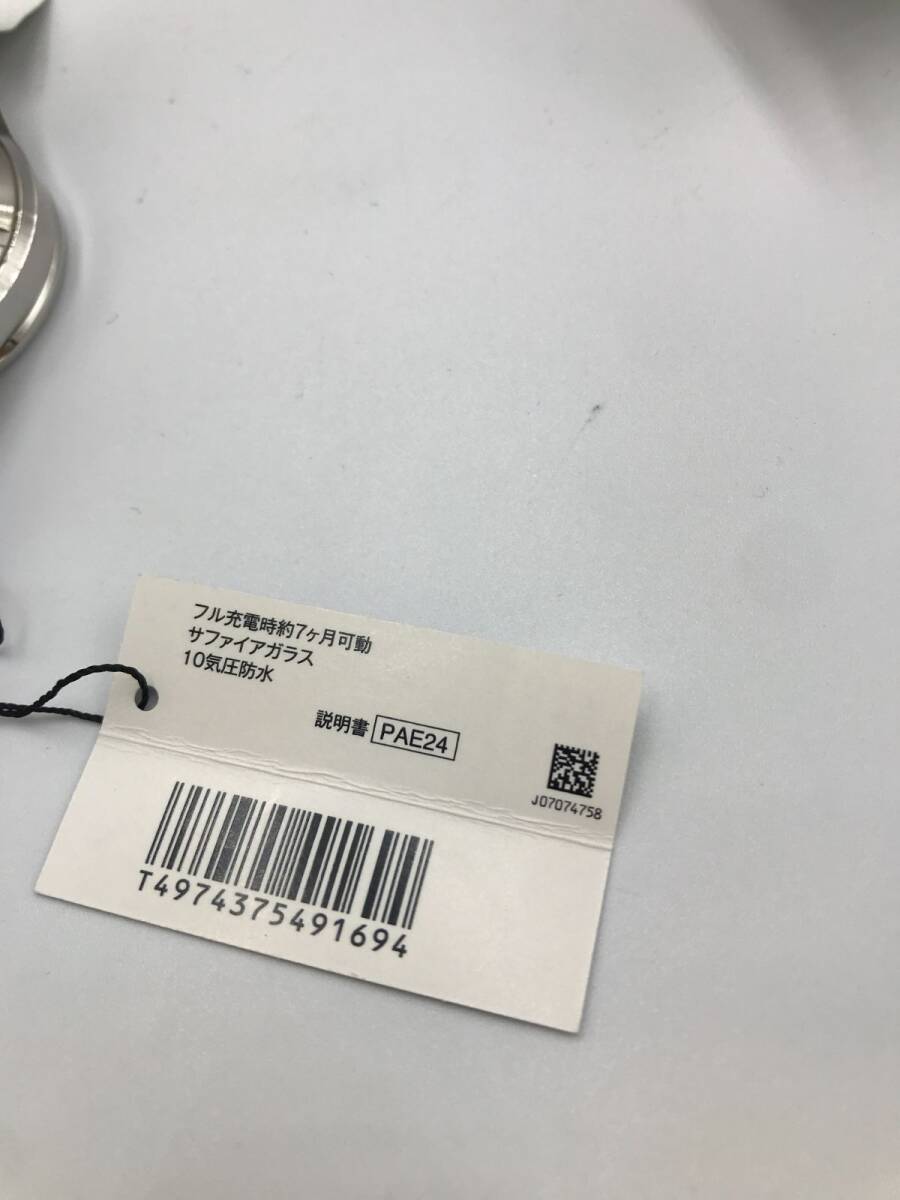 フル充電時約7ヶ月可動
サファイアガラス
10気圧防水
説明書 PAE24
J07074758
T4974375491694